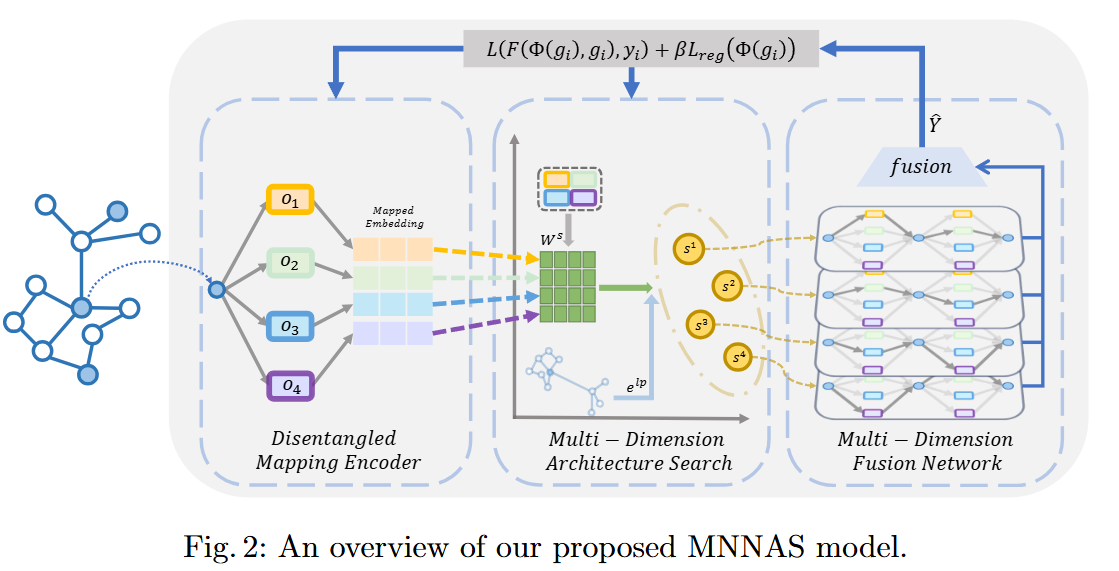 L(F(Φ(g_i), g_i), y_i) + βL_reg(Φ(g_i))
Ŷ
fusion
o_1
o_2
o_3
o_4
Mapped
Embedding
W^s
s^1
s^2
s^3
s^4
e^lp
Disentangled
Mapping Encoder
Multi − Dimension
Architecture Search
Multi − Dimension
Fusion Network
Fig. 2: An overview of our proposed MNNAS model.